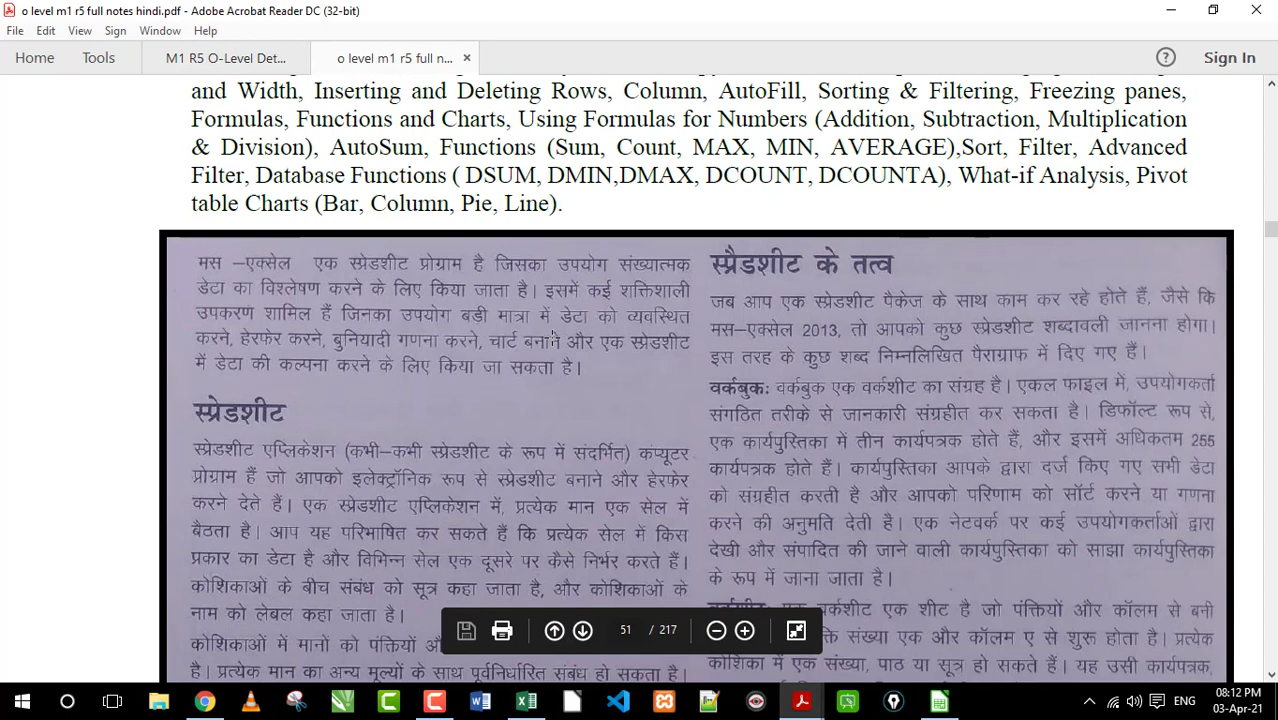 o level m1 r5 full notes hindi.pdf - Adobe Acrobat Reader DC (32-bit)
File Edit View Sign Window Help
Home Tools M1 R5 O-Level Det... o level m1 r5 full n... × Sign In
and Width, Inserting and Deleting Rows, Column, AutoFill, Sorting & Filtering, Freezing panes,
Formulas, Functions and Charts, Using Formulas for Numbers (Addition, Subtraction, Multiplication
& Division), AutoSum, Functions (Sum, Count, MAX, MIN, AVERAGE),Sort, Filter, Advanced
Filter, Database Functions ( DSUM, DMIN,DMAX, DCOUNT, DCOUNTA), What-if Analysis, Pivot
table Charts (Bar, Column, Pie, Line).
मस –एक्सेल एक स्प्रेडशीट प्रोग्राम है जिसका उपयोग संख्यात्मक
डेटा का विश्लेषण करने के लिए किया जाता है। इसमें कई शक्तिशाली
उपकरण शामिल हैं जिनका उपयोग बडी मात्रा में डेटा को व्यवस्थित
करने, हेरफेर करने, बुनियादी गणना करने, चार्ट बनाने और एक स्प्रेडशीट
में डेटा की कल्पना करने के लिए किया जा सकता है।
स्प्रेडशीट
स्प्रेडशीट एप्लिकेशन (कभी-कभी स्प्रेडशीट के रूप में संदर्भित) कंप्यूटर
प्रोग्राम हैं जो आपको इलेक्ट्रॉनिक रूप से स्प्रेडशीट बनाने और हेरफेर
करने देते हैं। एक स्प्रेडशीट एप्लिकेशन में, प्रत्येक मान एक सेल में
बैठता है। आप यह परिभाषित कर सकते हैं कि प्रत्येक सेल में किस
प्रकार का डेटा है और विभिन्न सेल एक दूसरे पर कैसे निर्भर करते हैं।
कोशिकाओं के बीच संबंध को सूत्र कहा जाता है, और कोशिकाओं के
नाम को लेबल कहा जाता है।
कोशिकाओं में मानों को पंक्तियों
है। प्रत्येक मान का अन्य मूल्यों के साथ पूर्वनिर्धारित संबंध हो सकता है।
स्प्रैडशीट के तत्व
जब आप एक स्प्रेडशीट पैकेज के साथ काम कर रहे होते हैं, जैसे कि
मस–एक्सेल 2013, तो आपको कुछ स्प्रेडशीट शब्दावली जानना होगा।
इस तरह के कुछ शब्द निम्नलिखित पैराग्राफ में दिए गए हैं।
वर्कबुक: वर्कबुक एक वर्कशीट का संग्रह है। एकल फाइल में, उपयोगकर्ता
संगठित तरीके से जानकारी संग्रहीत कर सकता है। डिफॉल्ट रूप से,
एक कार्यपुस्तिका में तीन कार्यपत्रक होते हैं, और इसमें अधिकतम 255
कार्यपत्रक होते हैं। कार्यपुस्तिका आपके द्वारा दर्ज किए गए सभी डेटा
को संग्रहीत करती है और आपको परिणाम को सॉर्ट करने या गणना
करने की अनुमति देती है। एक नेटवर्क पर कई उपयोगकर्ताओं द्वारा
देखी और संपादित की जाने वाली कार्यपुस्तिका को साझा कार्यपुस्तिका
के रूप में जाना जाता है।
एक वर्कशीट एक शीट है जो पंक्तियों और कॉलम से बनी
संख्या एक और कॉलम ए से शुरू होता है। प्रत्येक
कोशिका में एक संख्या, पाठ या सूत्र हो सकते हैं। यह उसी कार्यपत्रक,
51 / 217
ENG 08:12 PM
03-Apr-21